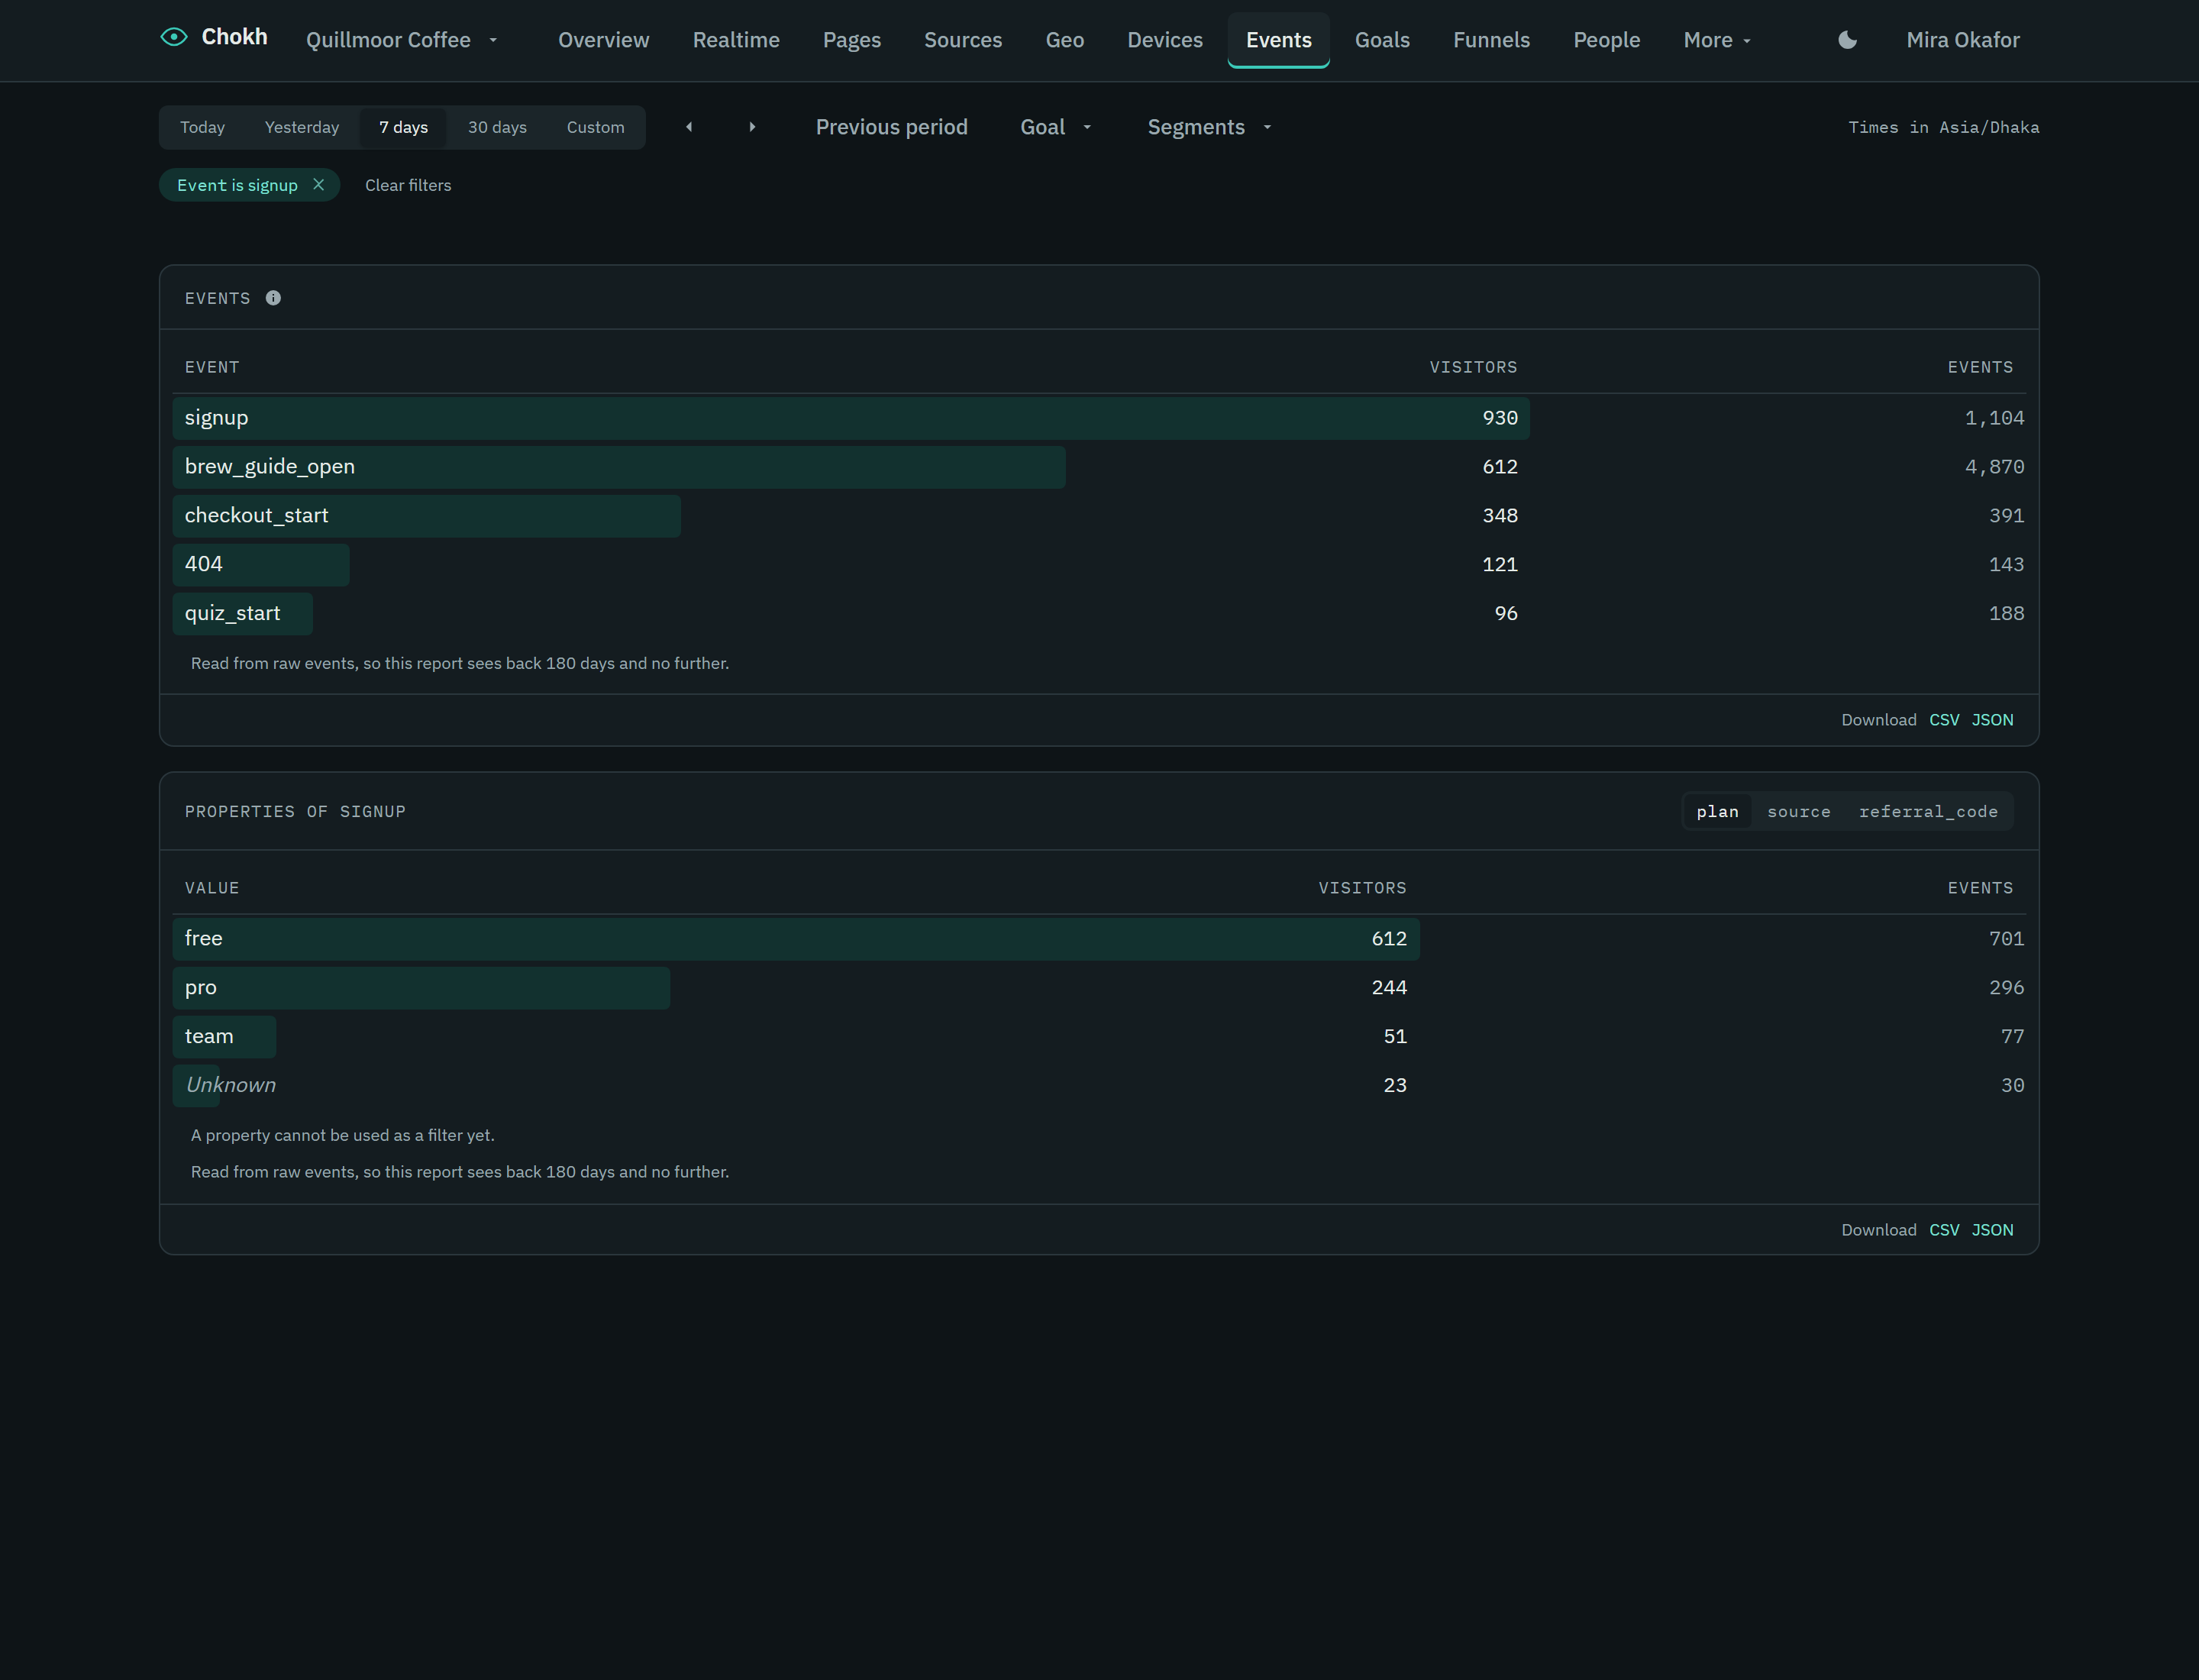 Chokh Quillmoor Coffee Overview Realtime Pages Sources Geo Devices Events Goals Funnels People More Mira Okafor
Today Yesterday 7 days 30 days Custom Previous period Goal Segments Times in Asia/Dhaka
Event is signup Clear filters
EVENTS
EVENT VISITORS EVENTS
signup 930 1,104
brew_guide_open 612 4,870
checkout_start 348 391
404 121 143
quiz_start 96 188
Read from raw events, so this report sees back 180 days and no further.
Download CSV JSON
PROPERTIES OF SIGNUP plan source referral_code
VALUE VISITORS EVENTS
free 612 701
pro 244 296
team 51 77
Unknown 23 30
A property cannot be used as a filter yet.
Read from raw events, so this report sees back 180 days and no further.
Download CSV JSON